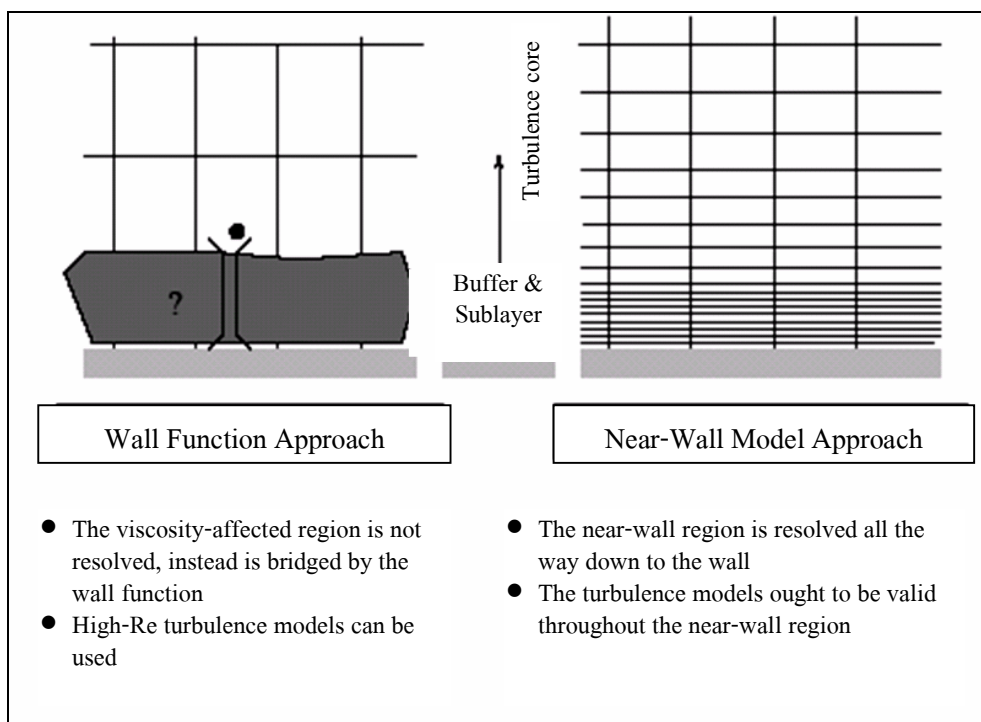 Turbulence core
Buffer &
Sublayer
?
Wall Function Approach
Near-Wall Model Approach
● The viscosity-affected region is not
resolved, instead is bridged by the
wall function
● High-Re turbulence models can be
used
● The near-wall region is resolved all the
way down to the wall
● The turbulence models ought to be valid
throughout the near-wall region